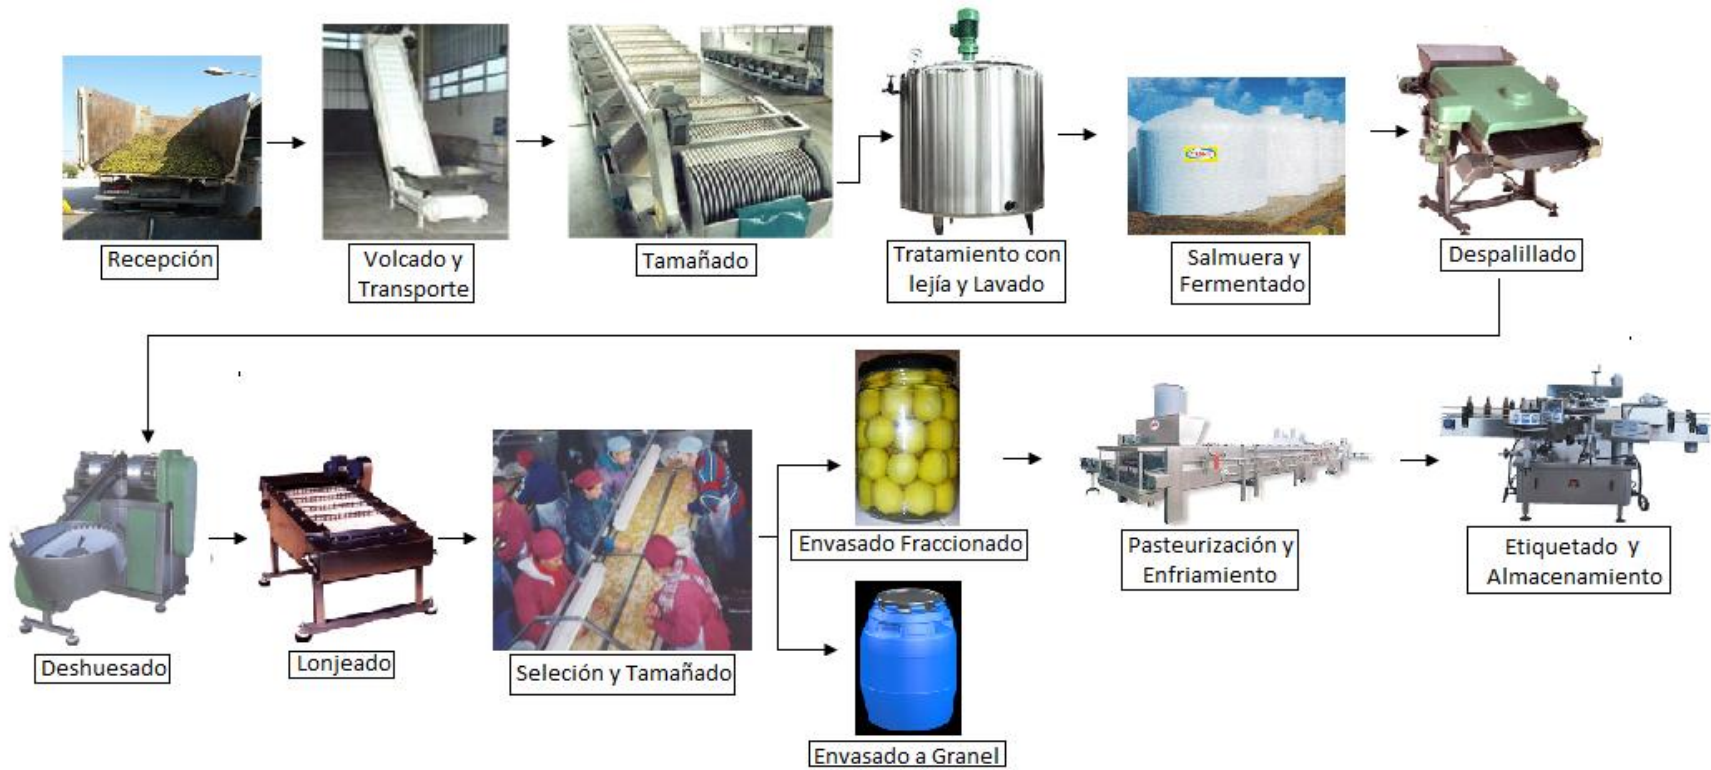 Recepción
Volcado y
Transporte
Tamañado
Tratamiento con
lejía y Lavado
Salmuera y
Fermentado
Despalillado
Deshuesado
Lonjeado
Seleción y Tamañado
Envasado Fraccionado
Envasado a Granel
Pasteurización y
Enfriamiento
Etiquetado y
Almacenamiento